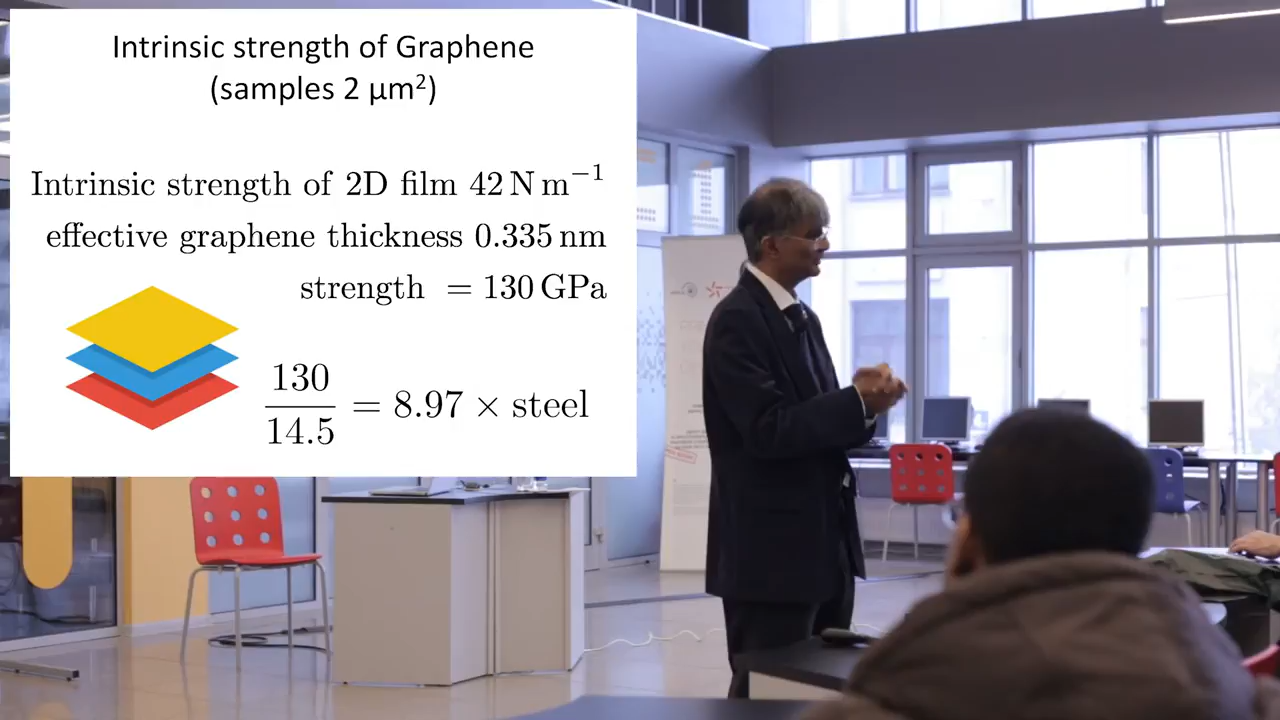 Intrinsic strength of Graphene
(samples 2 µm²)
Intrinsic strength of 2D film 42 N m⁻¹
effective graphene thickness 0.335 nm
strength = 130 GPa
130
14.5
= 8.97 × steel